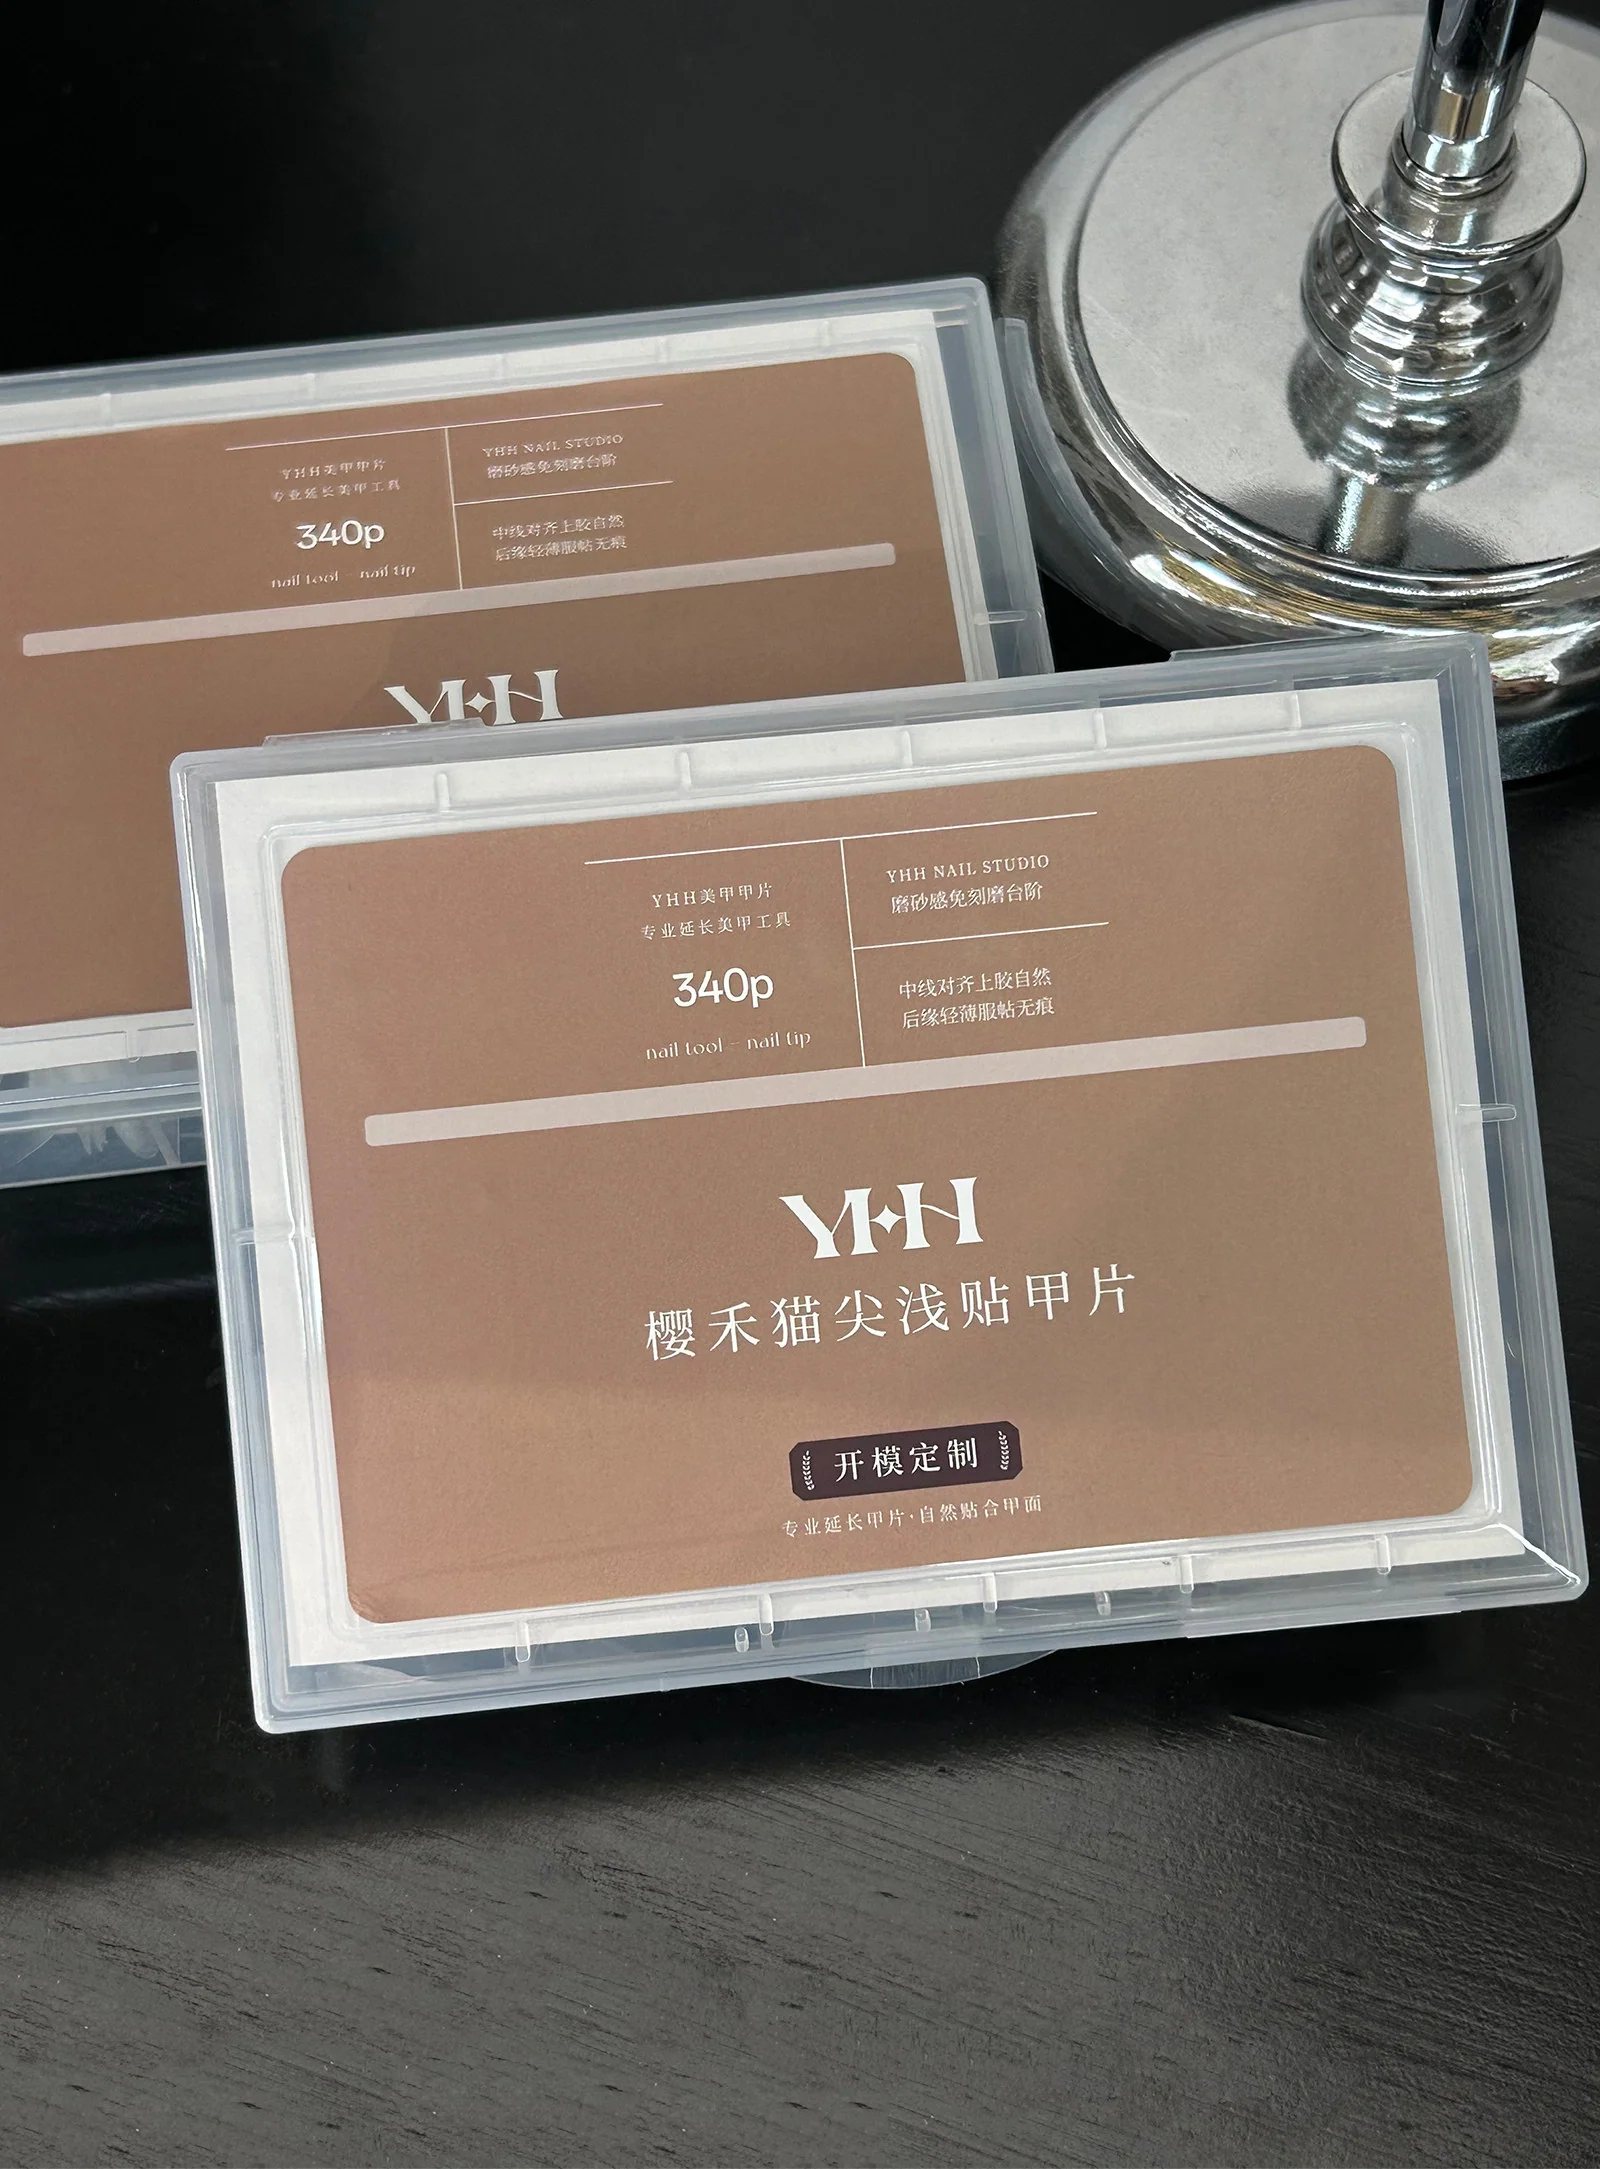 YHH美甲甲片
专业延长美甲工具
340p
nail tool - nail tip
YHH NAIL STUDIO
磨砂感免刻磨台阶
中线对齐上胶自然
后缘轻薄服帖无痕
YHH
YHH美甲甲片
专业延长美甲工具
340p
nail tool - nail tip
YHH NAIL STUDIO
磨砂感免刻磨台阶
中线对齐上胶自然
后缘轻薄服帖无痕
YHH
樱禾猫尖浅贴甲片
开模定制
专业延长甲片·自然贴合甲面